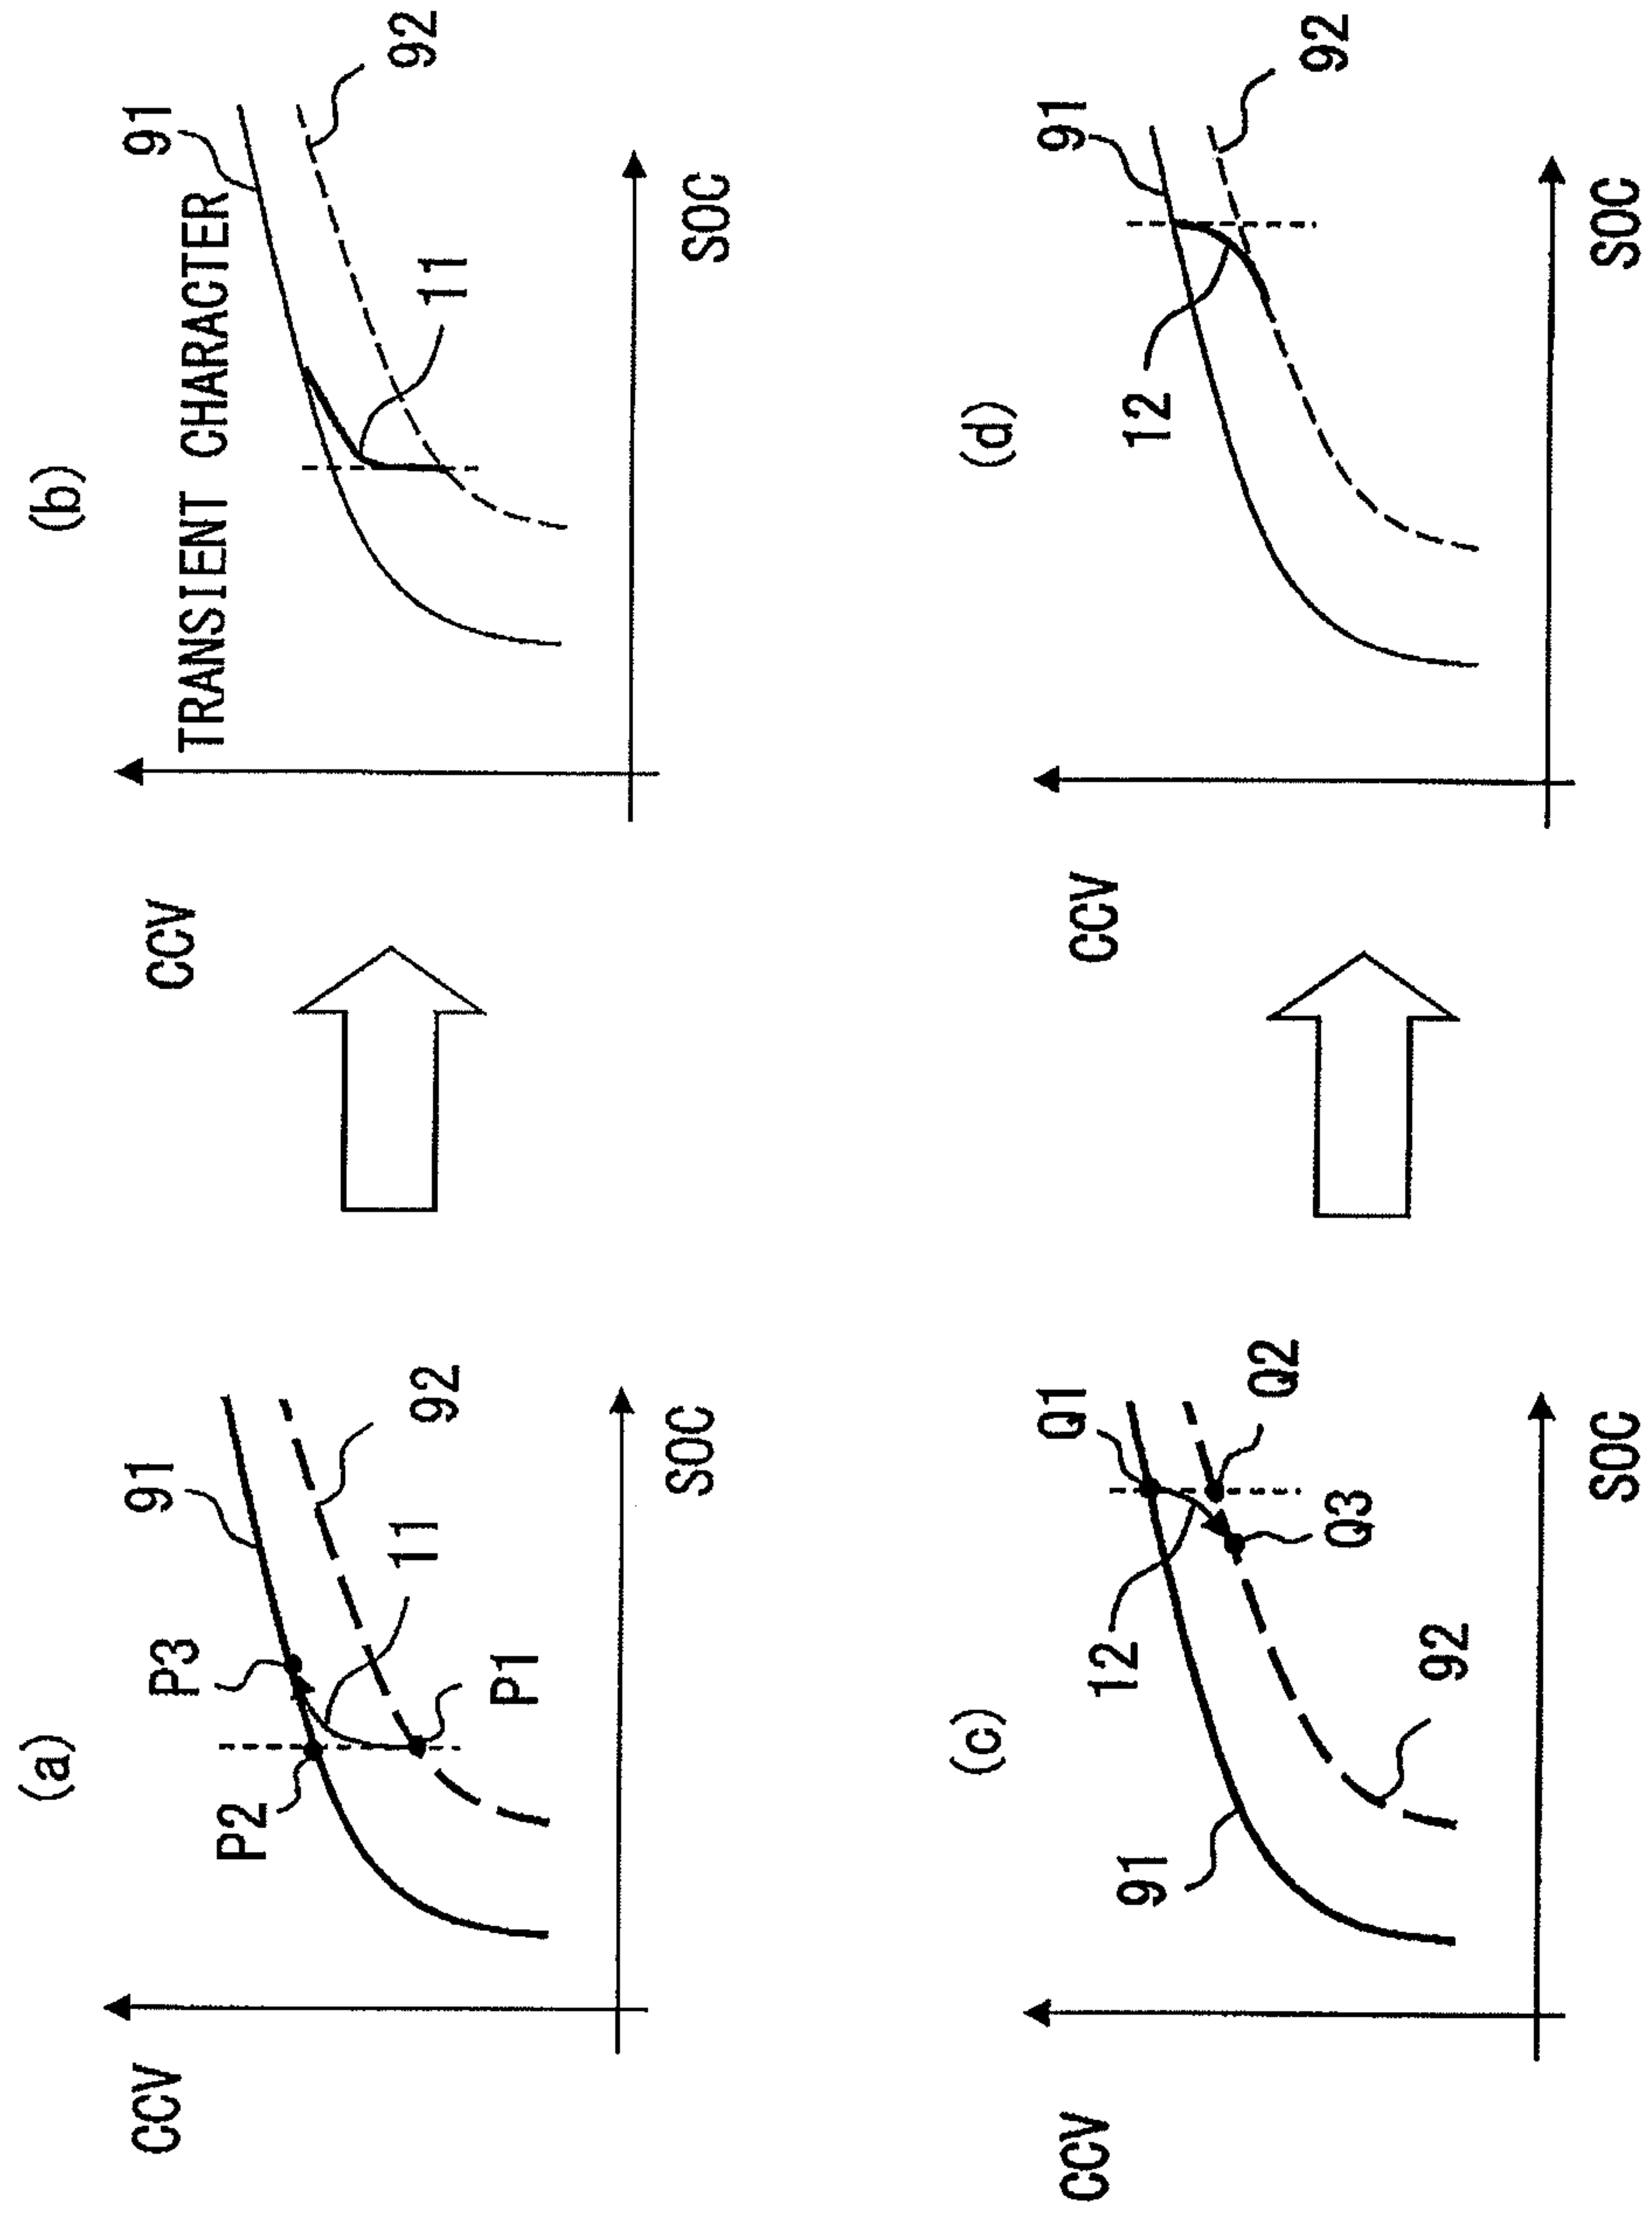 (a)
CCV
91
P3
P2
92
11
P1
SOC
(b)
TRANSIENT CHARACTER
CCV
91
92
11
SOC
(c)
CCV
Q1
Q2
12
Q3
91
92
SOC
(d)
CCV
91
92
12
SOC